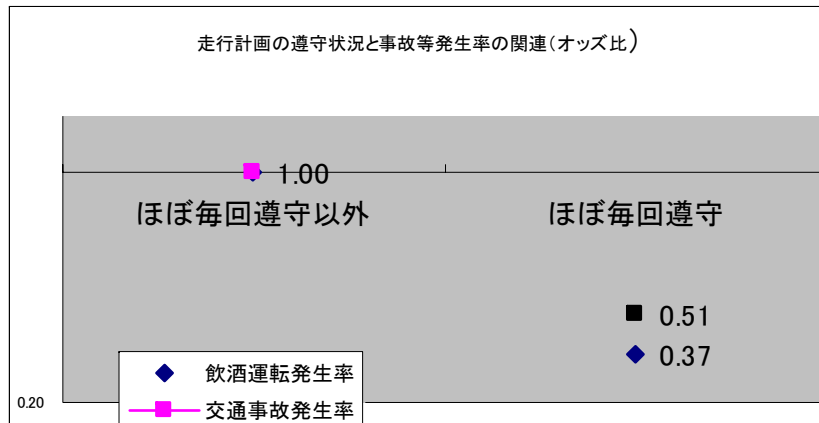 走行計画の遵守状況と事故等発生率の関連(オッズ比)
1.00
ほぼ毎回遵守以外
ほぼ毎回遵守
0.51
0.37
0.20
飲酒運転発生率
交通事故発生率